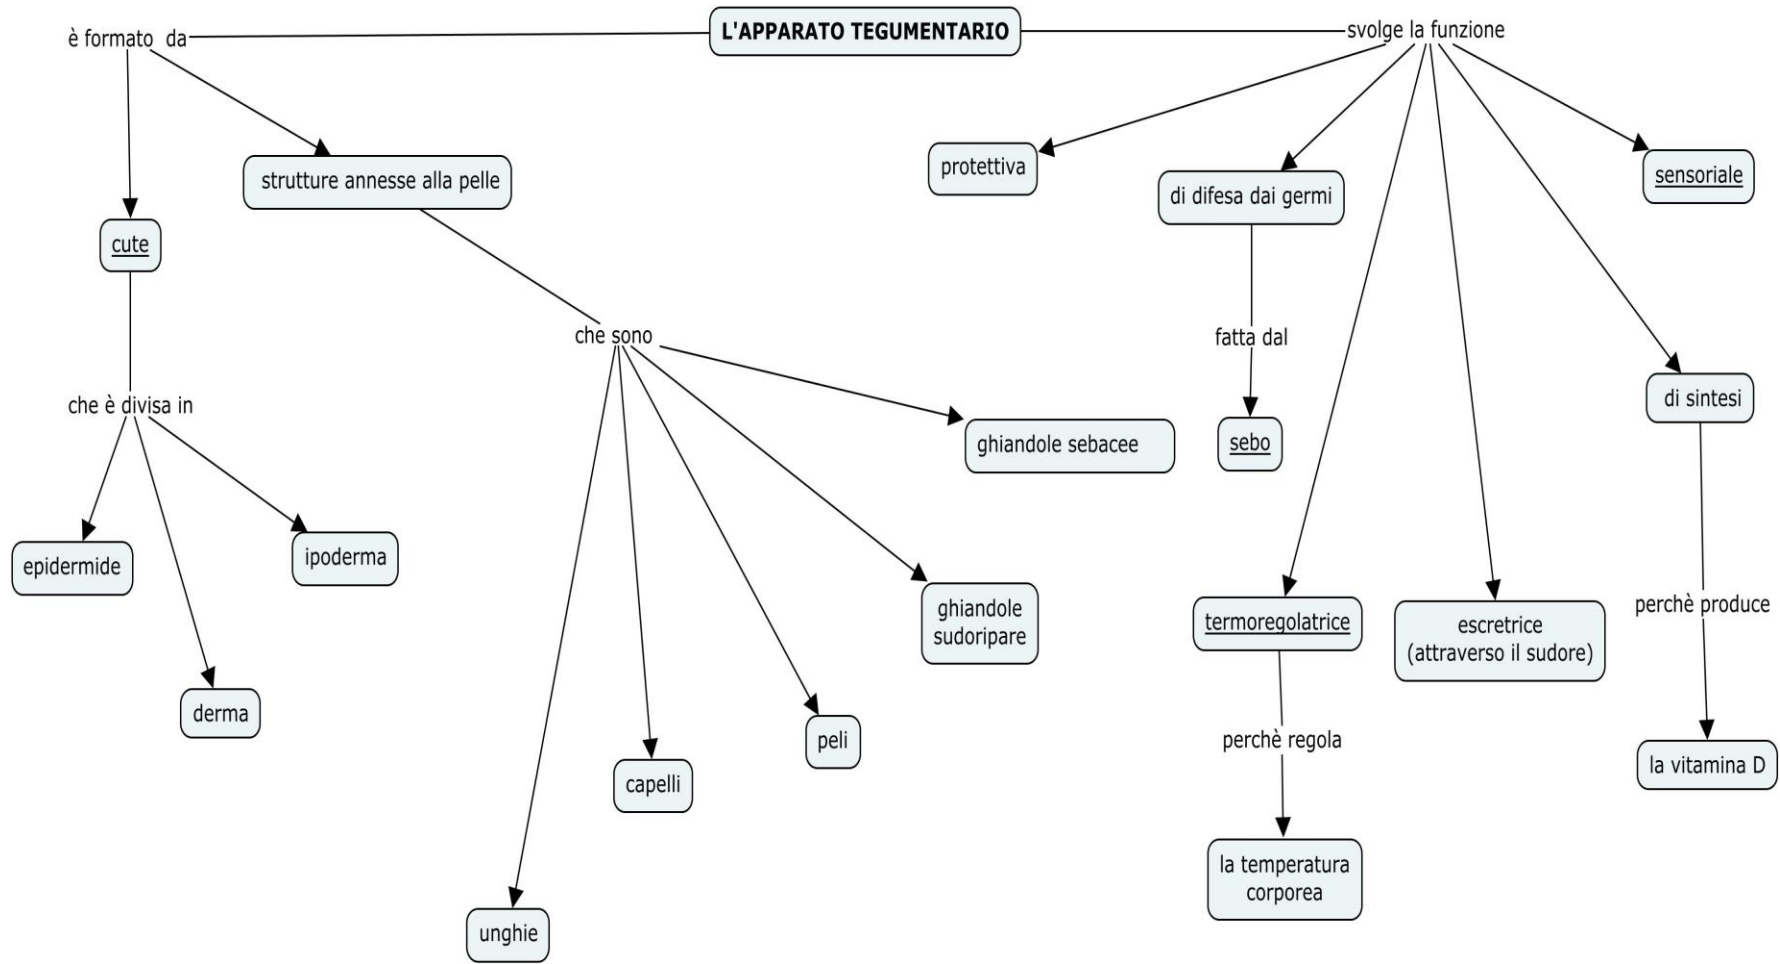 L'APPARATO TEGUMENTARIO
è formato da
svolge la funzione
cute
strutture annesse alla pelle
che è divisa in
epidermide
derma
ipoderma
che sono
unghie
capelli
peli
ghiandole
sudoripare
ghiandole sebacee
protettiva
di difesa dai germi
fatta dal
sebo
termoregolatrice
perchè regola
la temperatura
corporea
escretrice
(attraverso il sudore)
di sintesi
perchè produce
la vitamina D
sensoriale